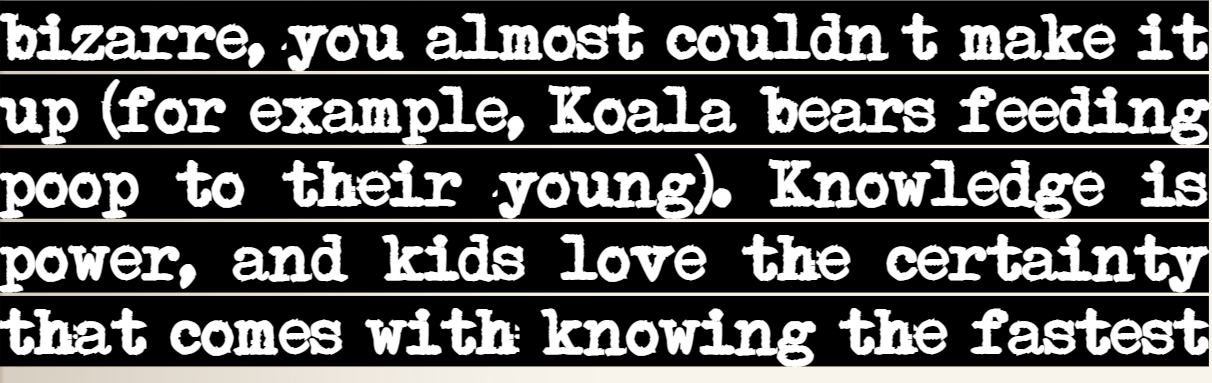 bizarre, you almost couldn t make it
up (for example, Koala bears feeding
poop to their young). Knowledge is
power, and kids love the certainty
that comes with knowing the fastest